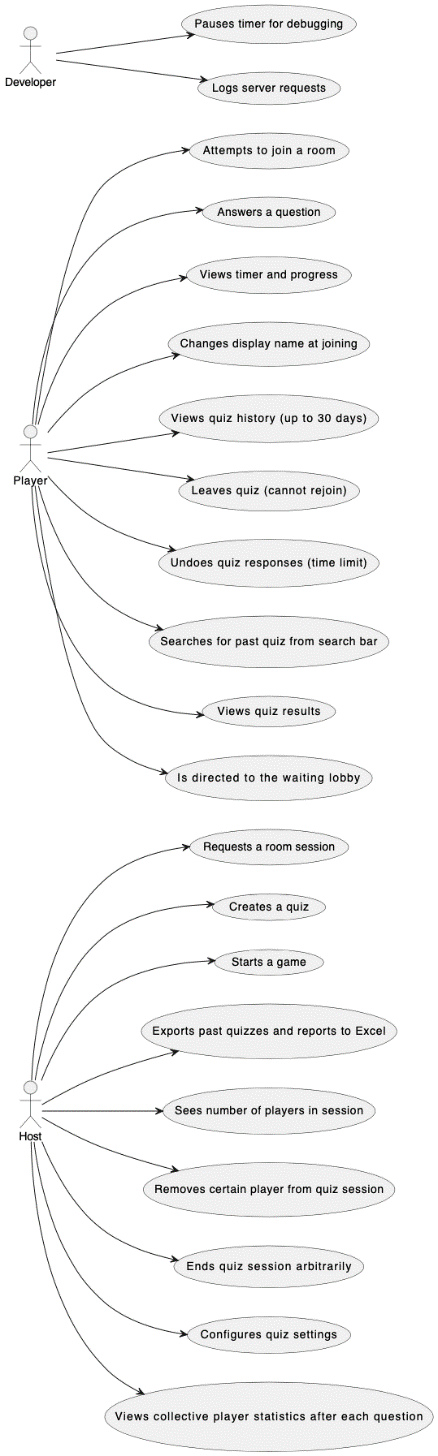 Pauses timer for debugging
Developer
Logs server requests
Attempts to join a room
Answers a question
Views timer and progress
Changes display name at joining
Views quiz history (up to 30 days)
Player
Leaves quiz (cannot rejoin)
Undoes quiz responses (time limit)
Searches for past quiz from search bar
Views quiz results
Is directed to the waiting lobby
Requests a room session
Creates a quiz
Starts a game
Exports past quizzes and reports to Excel
Sees number of players in session
Host
Removes certain player from quiz session
Ends quiz session arbitrarily
Configures quiz settings
Views collective player statistics after each question